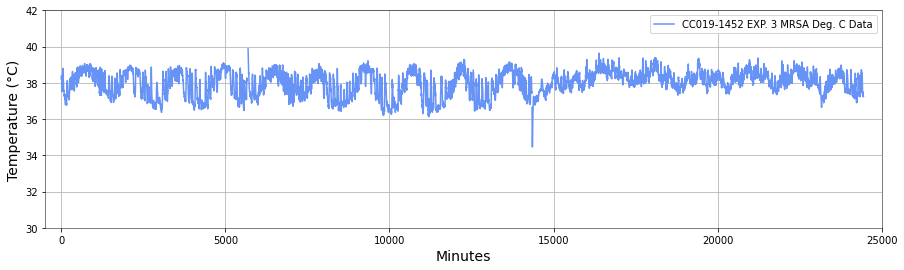 CC019-1452 EXP. 3 MRSA Deg. C Data
Temperature (°C)
42
40
38
36
34
32
30
0 5000 10000 15000 20000 25000
Minutes